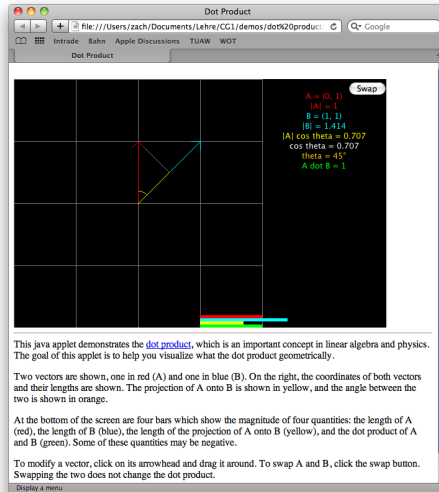 Dot Product
file:///Users/zach/Documents/Lehre/CG1/demos/dot%20product.
Google
Intrade Bahn Apple Discussions TUAW WOT
Dot Product
Swap
A = (0, 1)
|A| = 1.
B = (1, 1)
|B| = 1.414
|A| cos theta = 0.707
cos theta = 0.707
theta = 45°
A dot B = 1
This java applet demonstrates the dot product, which is an important concept in linear algebra and physics.
The goal of this applet is to help you visualize what the dot product geometrically.
Two vectors are shown, one in red (A) and one in blue (B). On the right, the coordinates of both vectors
and their lengths are shown. The projection of A onto B is shown in yellow, and the angle between the
two is shown in orange.
At the bottom of the screen are four bars which show the magnitude of four quantities: the length of A
(red), the length of B (blue), the length of the projection of A onto B (yellow), and the dot product of A
and B (green). Some of these quantities may be negative.
To modify a vector, click on its arrowhead and drag it around. To swap A and B, click the swap button.
Swapping the two does not change the dot product.
Display a menu